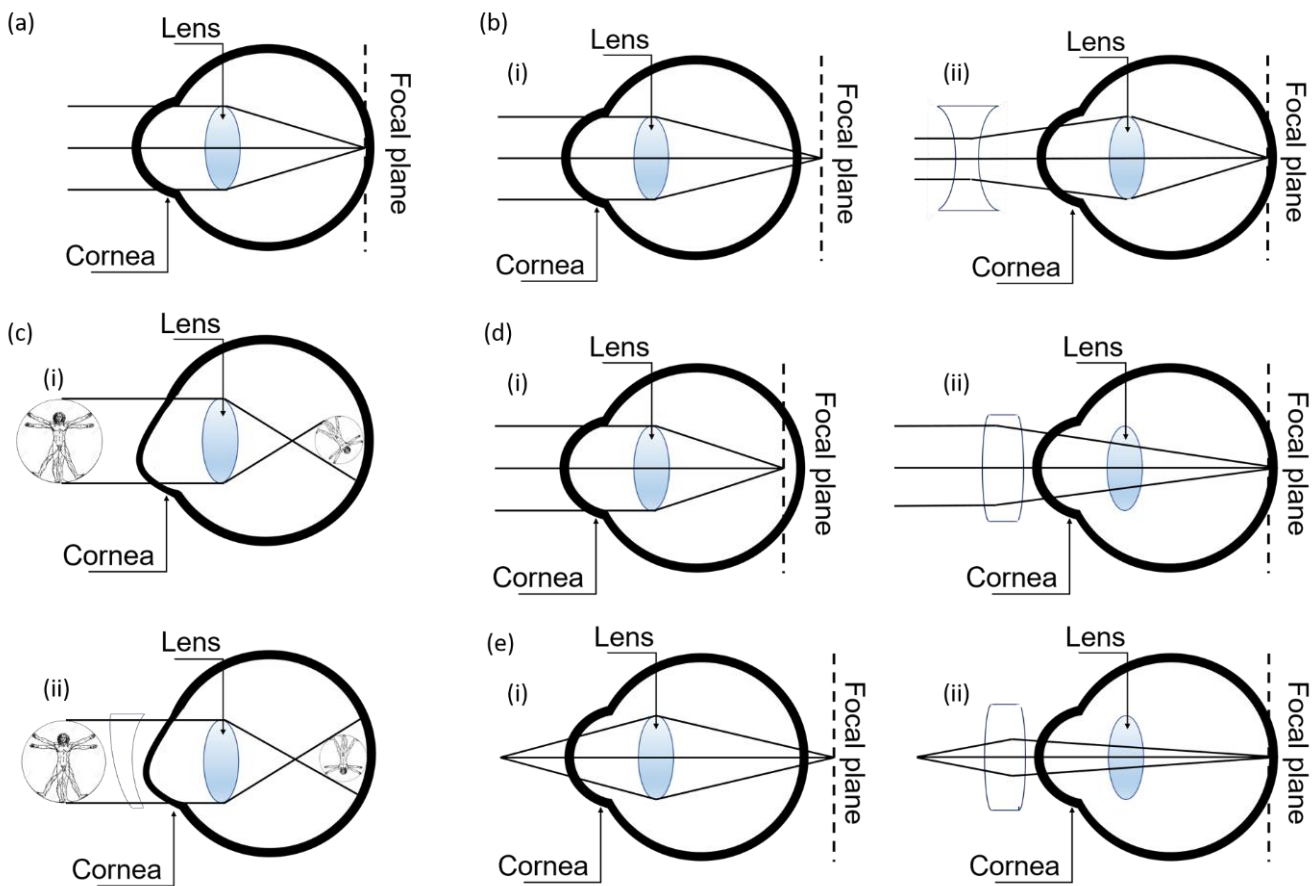 (a)
Lens
Cornea
Focal plane
(b)
(i)
Lens
Cornea
Focal plane
(ii)
Lens
Cornea
Focal plane
(c)
(i)
Lens
Cornea
(ii)
Lens
Cornea
(d)
(i)
Lens
Cornea
Focal plane
(ii)
Lens
Cornea
Focal plane
(e)
(i)
Lens
Cornea
Focal plane
(ii)
Lens
Cornea
Focal plane